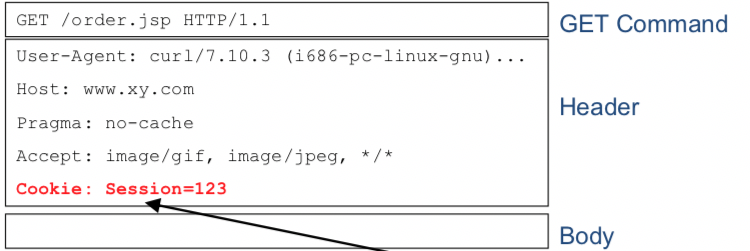 GET /order.jsp HTTP/1.1
GET Command
User-Agent: curl/7.10.3 (i686-pc-linux-gnu)...
Host: www.xy.com
Header
Pragma: no-cache
Accept: image/gif, image/jpeg, */*
Cookie: Session=123
Body